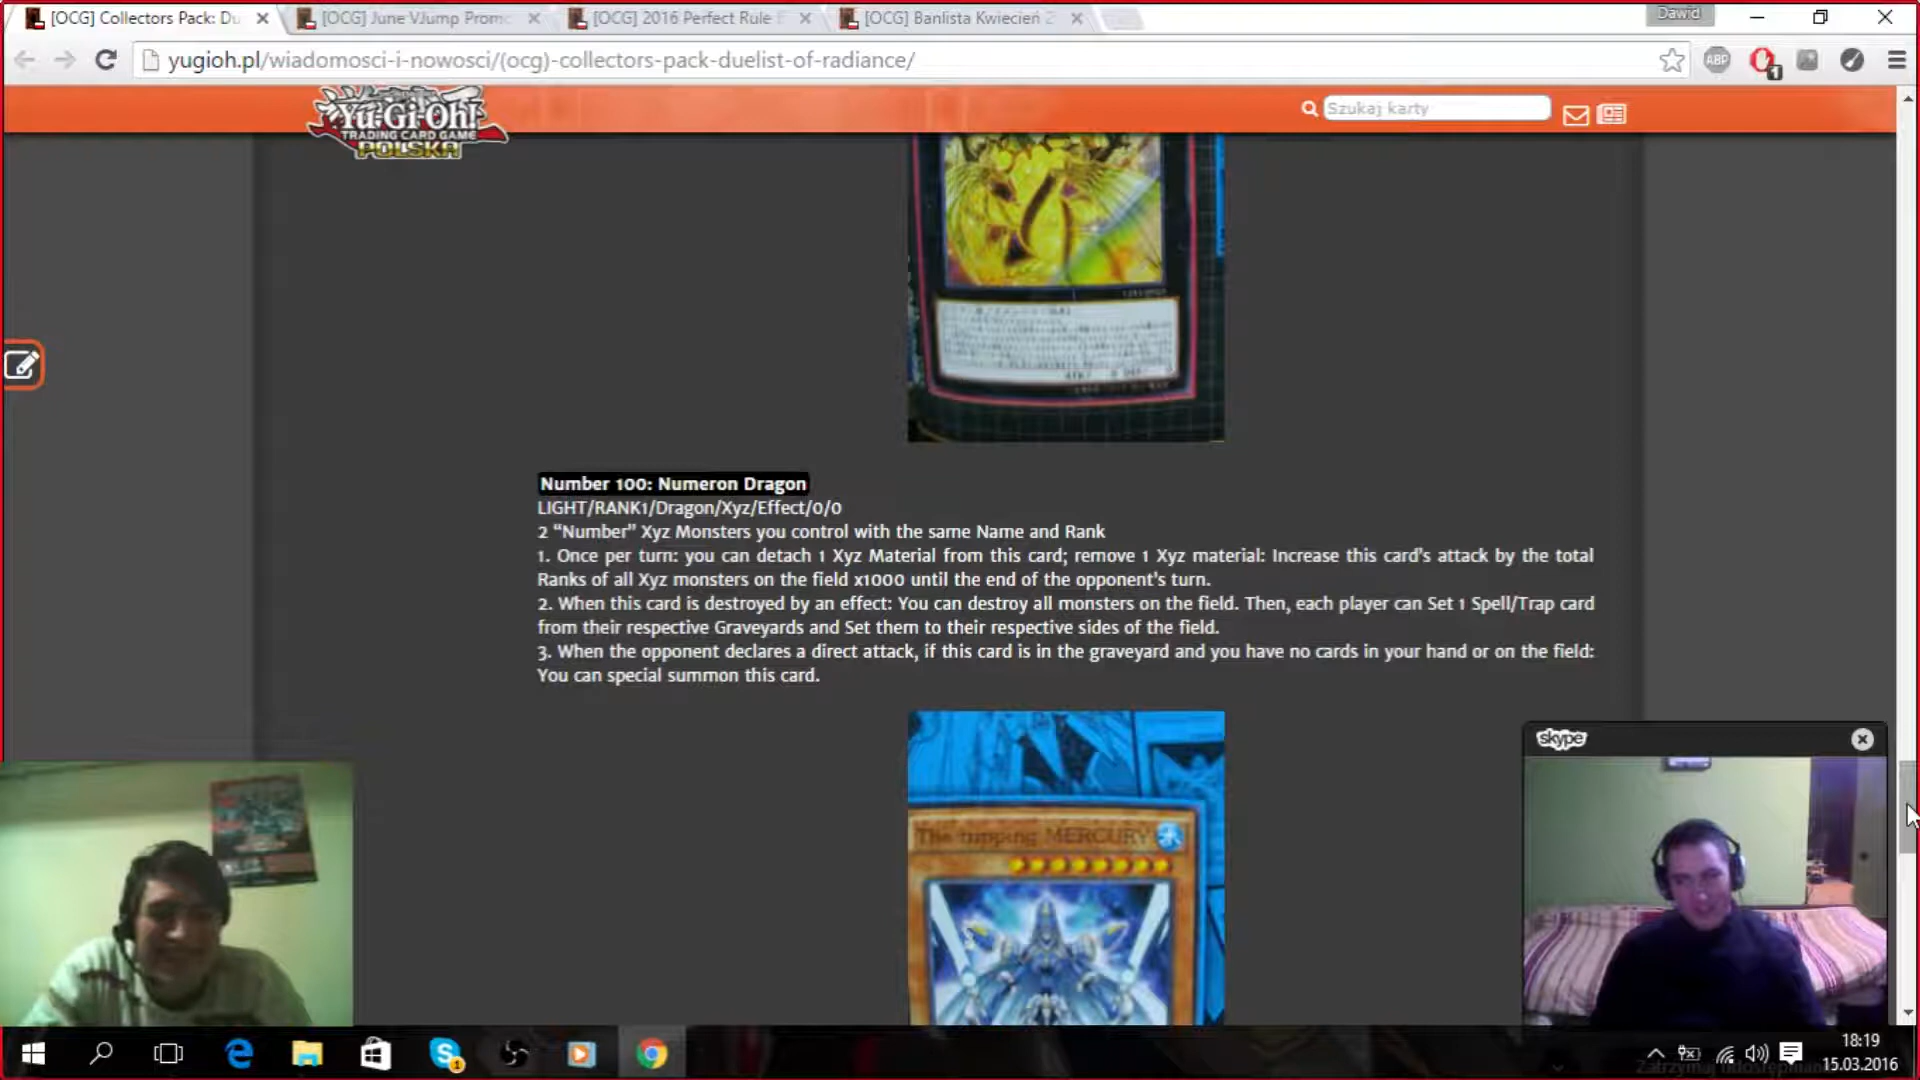 [OCG] Collectors Pack: Du
[OCG] June VJump Promo
[OCG] 2016 Perfect Rule
[OCG] Banlista Kwiecień 2
Dawid
yugioh.pl/wiadomosci-i-nowosci/(ocg)-collectors-pack-duelist-of-radiance/
ABP
1
Yu-Gi-Oh!
TRADING CARD GAME
POLSKA
Szukaj karty
Number 100: Numeron Dragon
LIGHT/RANK1/Dragon/Xyz/Effect/0/0
2 “Number” Xyz Monsters you control with the same Name and Rank
1. Once per turn: you can detach 1 Xyz Material from this card; remove 1 Xyz material: Increase this card’s attack by the total
Ranks of all Xyz monsters on the field x1000 until the end of the opponent’s turn.
2. When this card is destroyed by an effect: You can destroy all monsters on the field. Then, each player can Set 1 Spell/Trap card
from their respective Graveyards and Set them to their respective sides of the field.
3. When the opponent declares a direct attack, if this card is in the graveyard and you have no cards in your hand or on the field:
You can special summon this card.
skype
The tripping MERCURY
1
18:19
15.03.2016